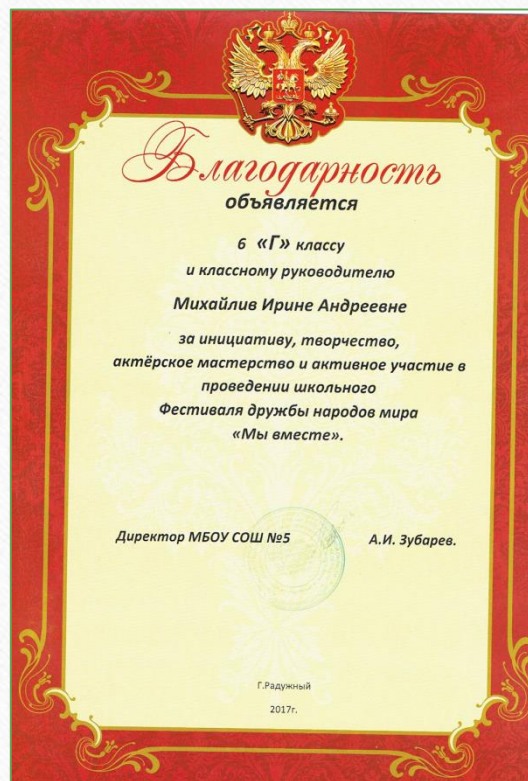 Благодарность
объявляется
6 «Г» классу
и классному руководителю
Михайлив Ирине Андреевне
за инициативу, творчество,
актёрское мастерство и активное участие в
проведении школьного
Фестиваля дружбы народов мира
«Мы вместе».
Директор МБОУ СОШ №5 А.И. Зубарев.
Г.Радужный
2017г.